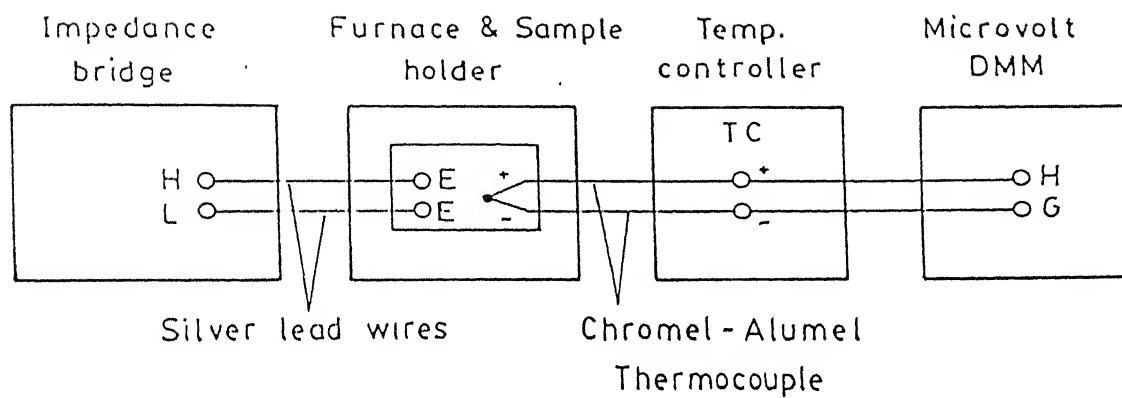 Impedance
bridge
Furnace & Sample
holder
Temp.
controller
Microvolt
DMM
TC
H E + + H
L E - - G
Silver lead wires
Chromel-Alumel
Thermocouple